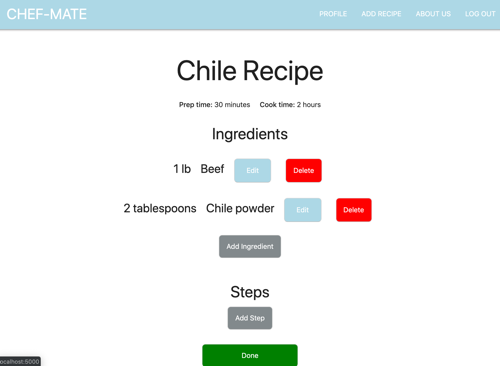 CHEF-MATE PROFILE ADD RECIPE ABOUT US LOG OUT
Chile Recipe
Prep time: 30 minutes Cook time: 2 hours
Ingredients
1 lb Beef Edit Delete
2 tablespoons Chile powder Edit Delete
Add Ingredient
Steps
Add Step
Done
ocalhost:5000